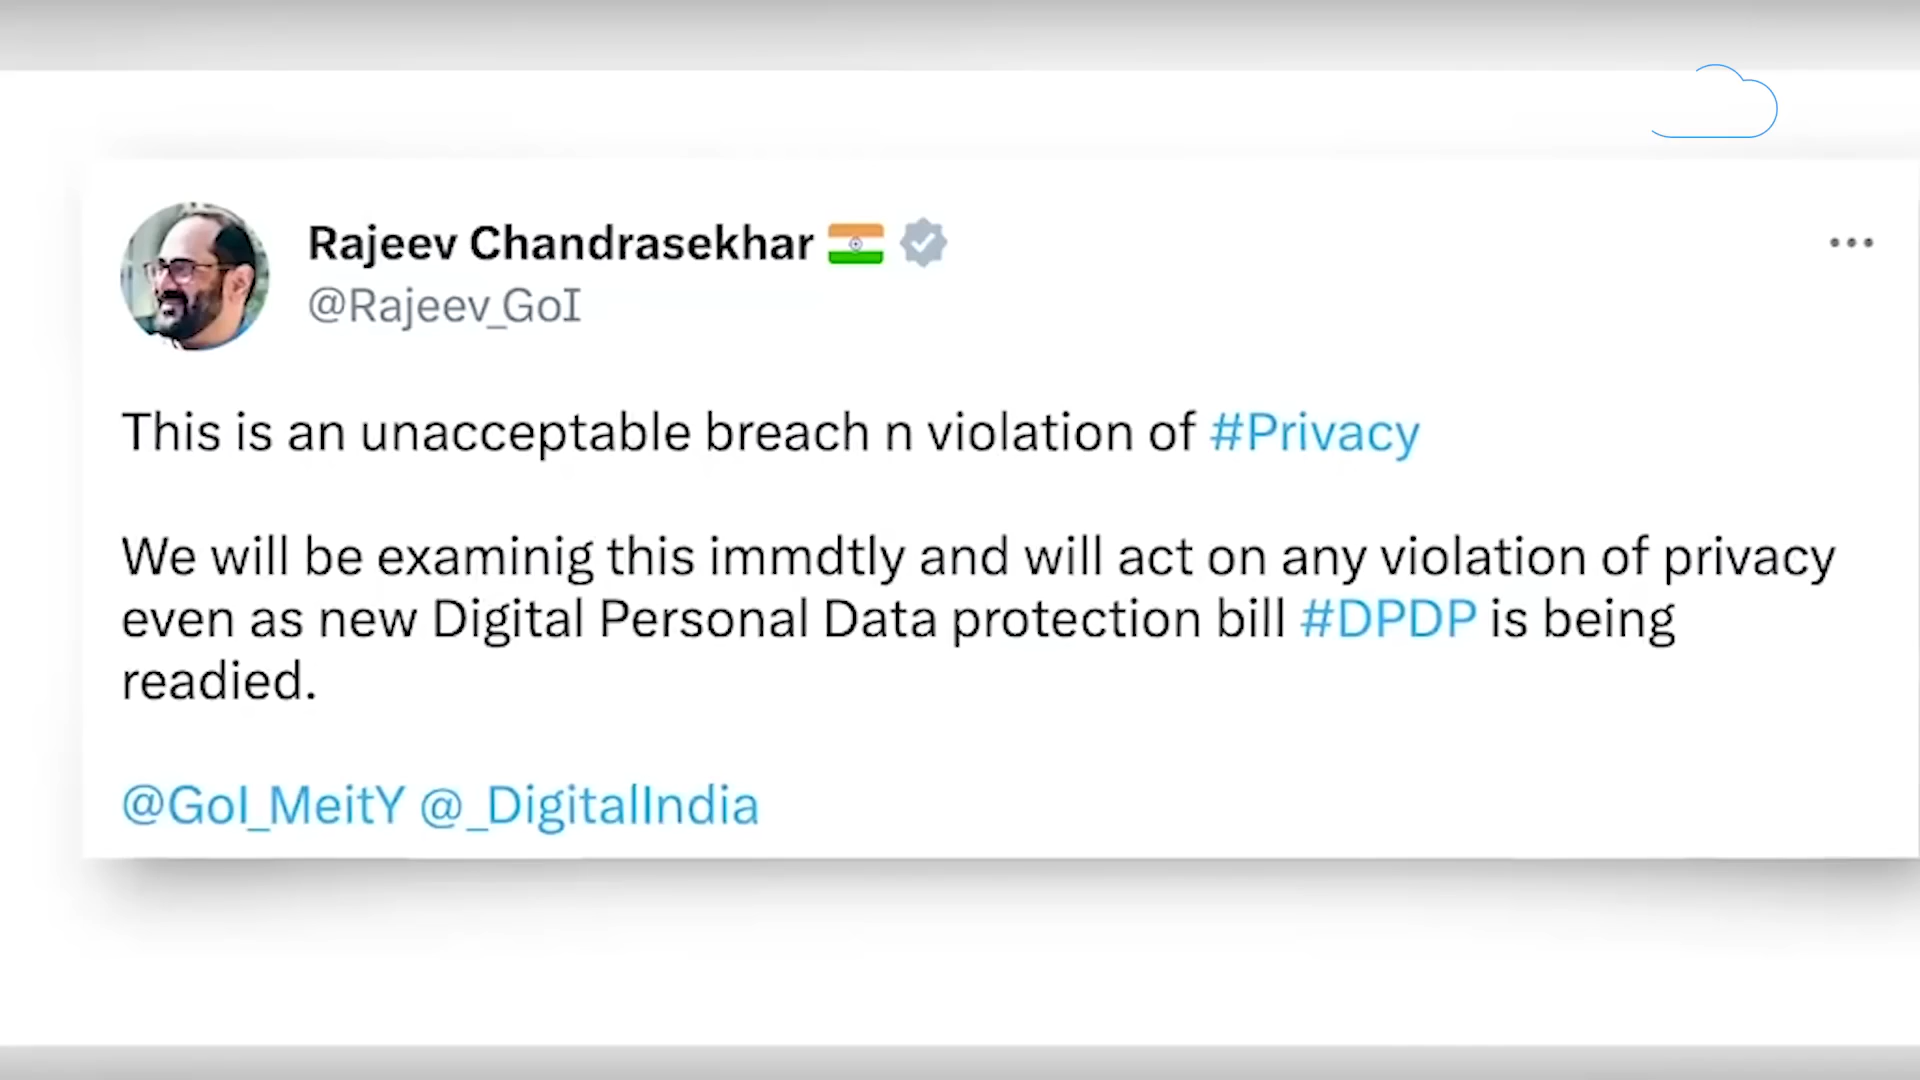 Rajeev Chandrasekhar
@Rajeev_GoI
This is an unacceptable breach n violation of #Privacy
We will be examinig this immdtly and will act on any violation of privacy
even as new Digital Personal Data protection bill #DPDP is being
readied.
@GoI_MeitY @_DigitalIndia